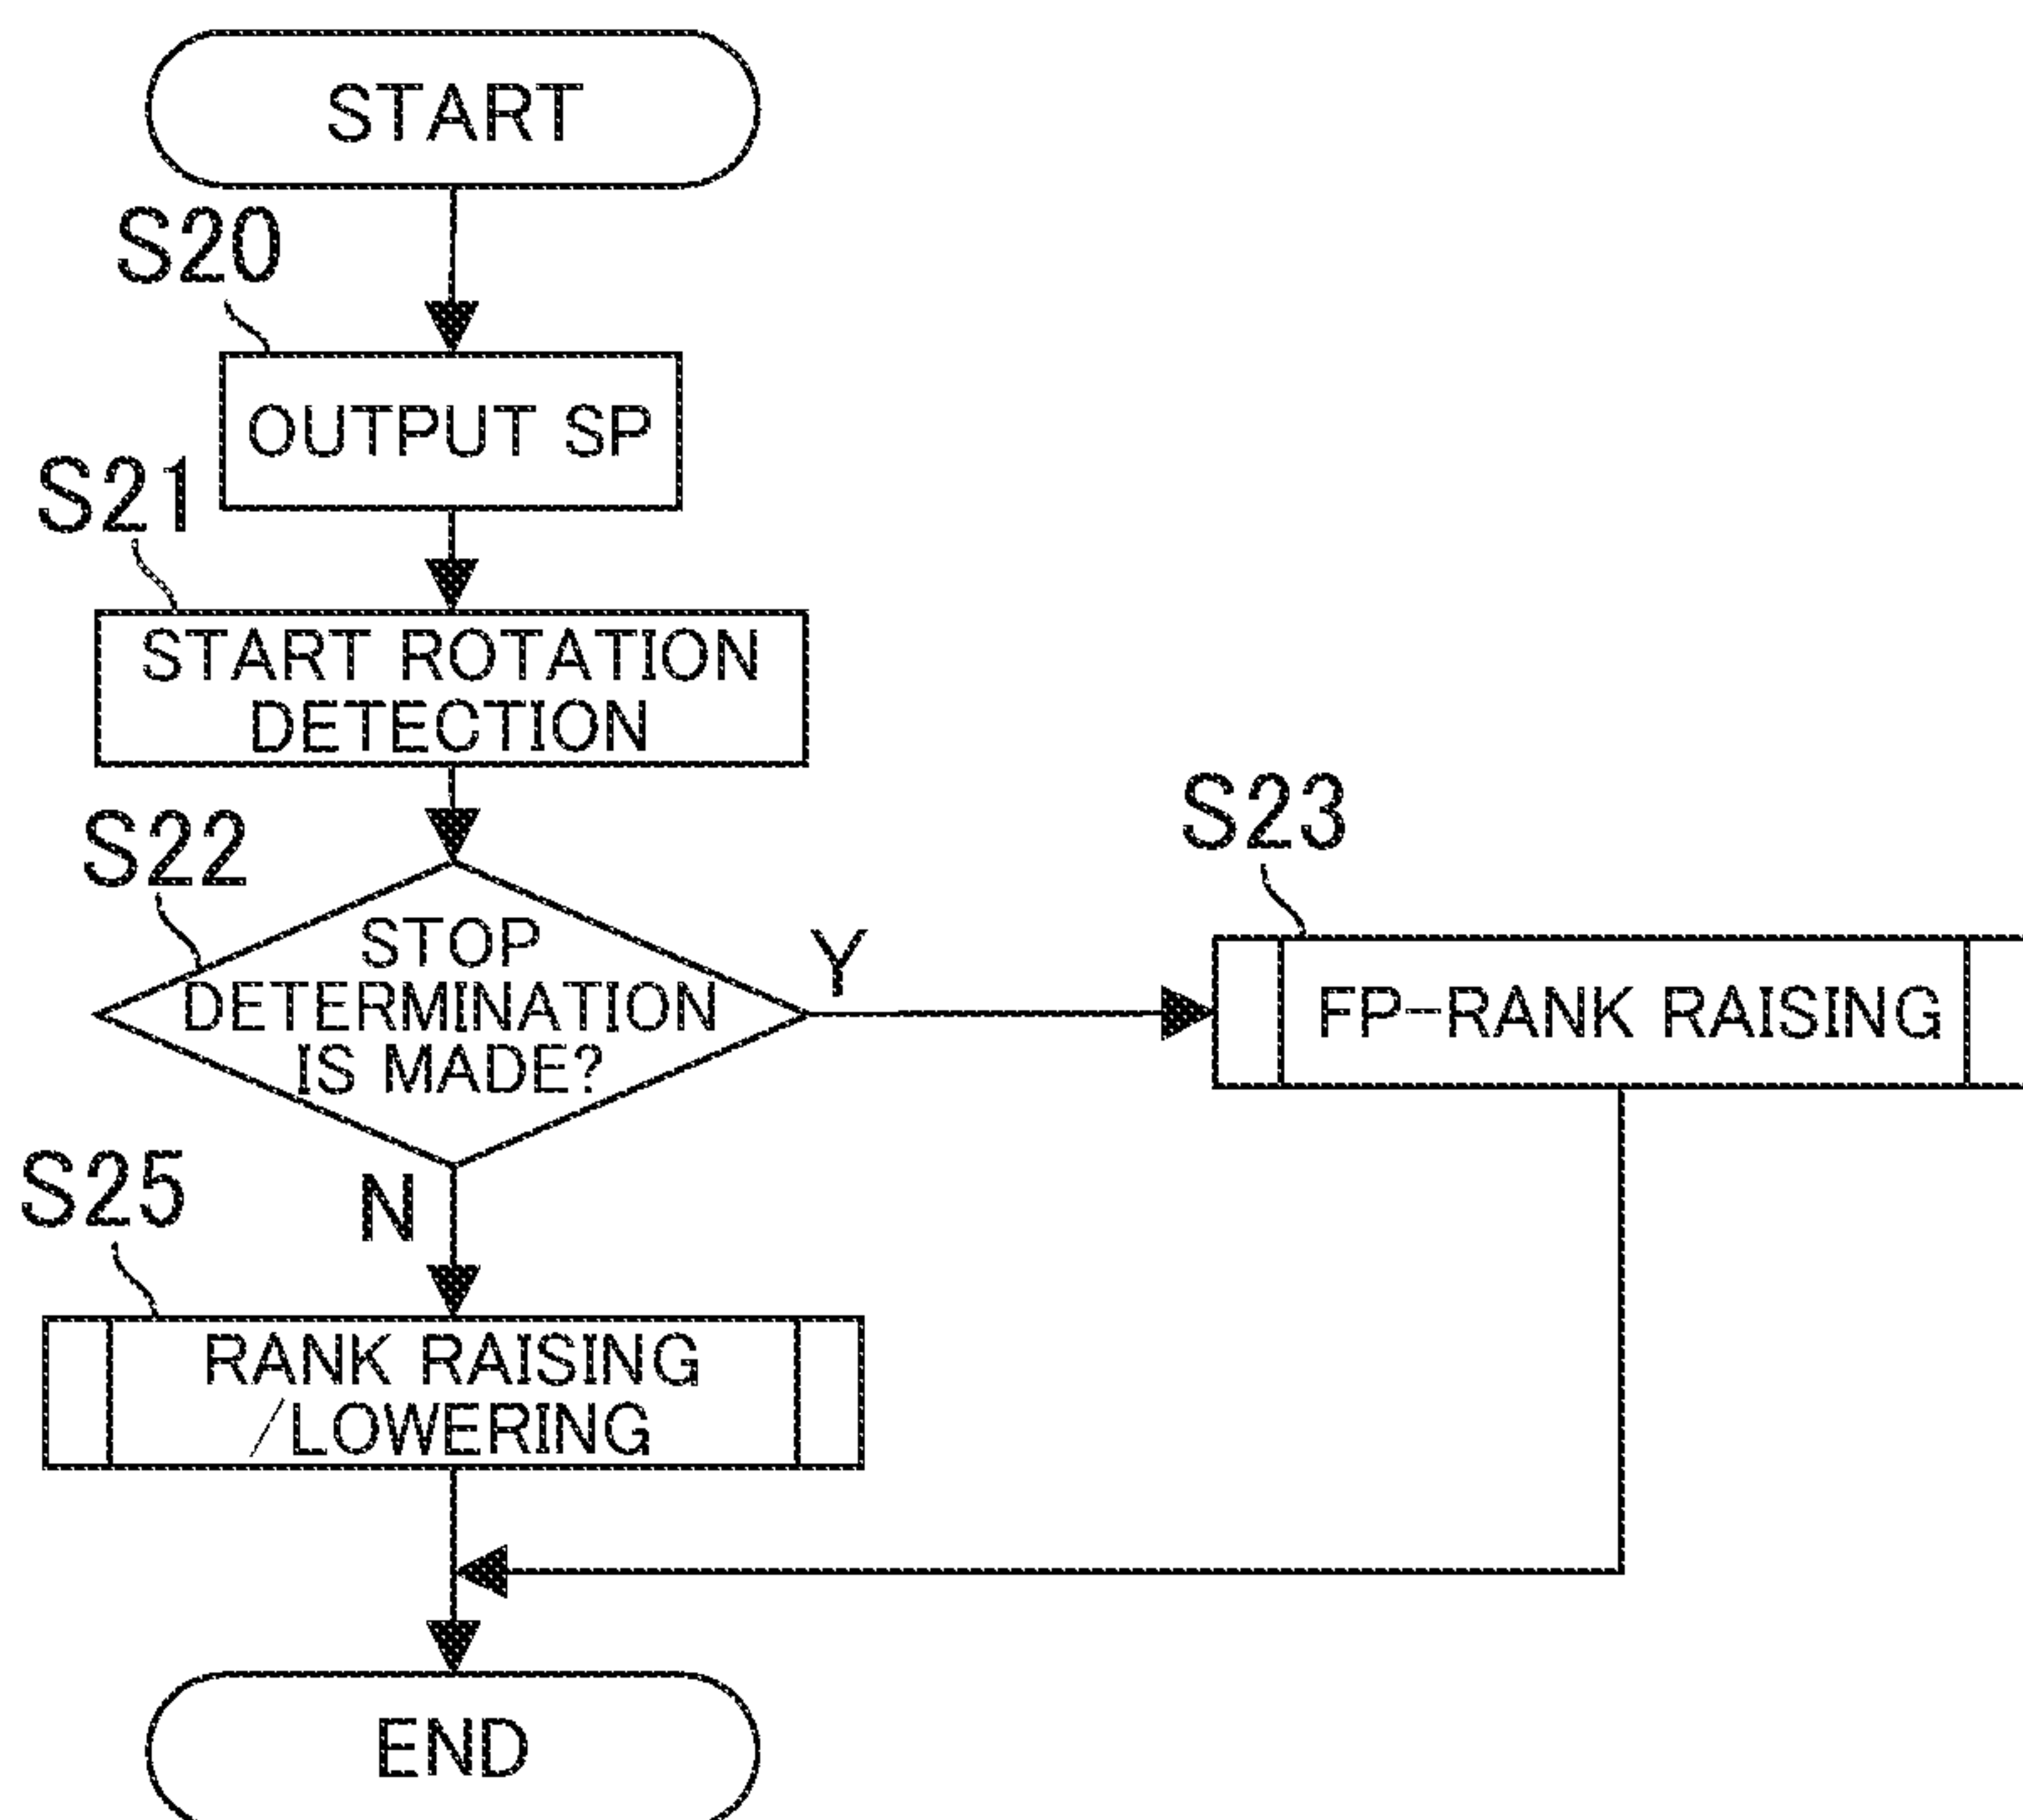 START
S20
OUTPUT SP
S21
START ROTATION
DETECTION
S22
STOP
DETERMINATION
IS MADE?
Y
S23
FP-RANK RAISING
N
S25
RANK RAISING
/LOWERING
END